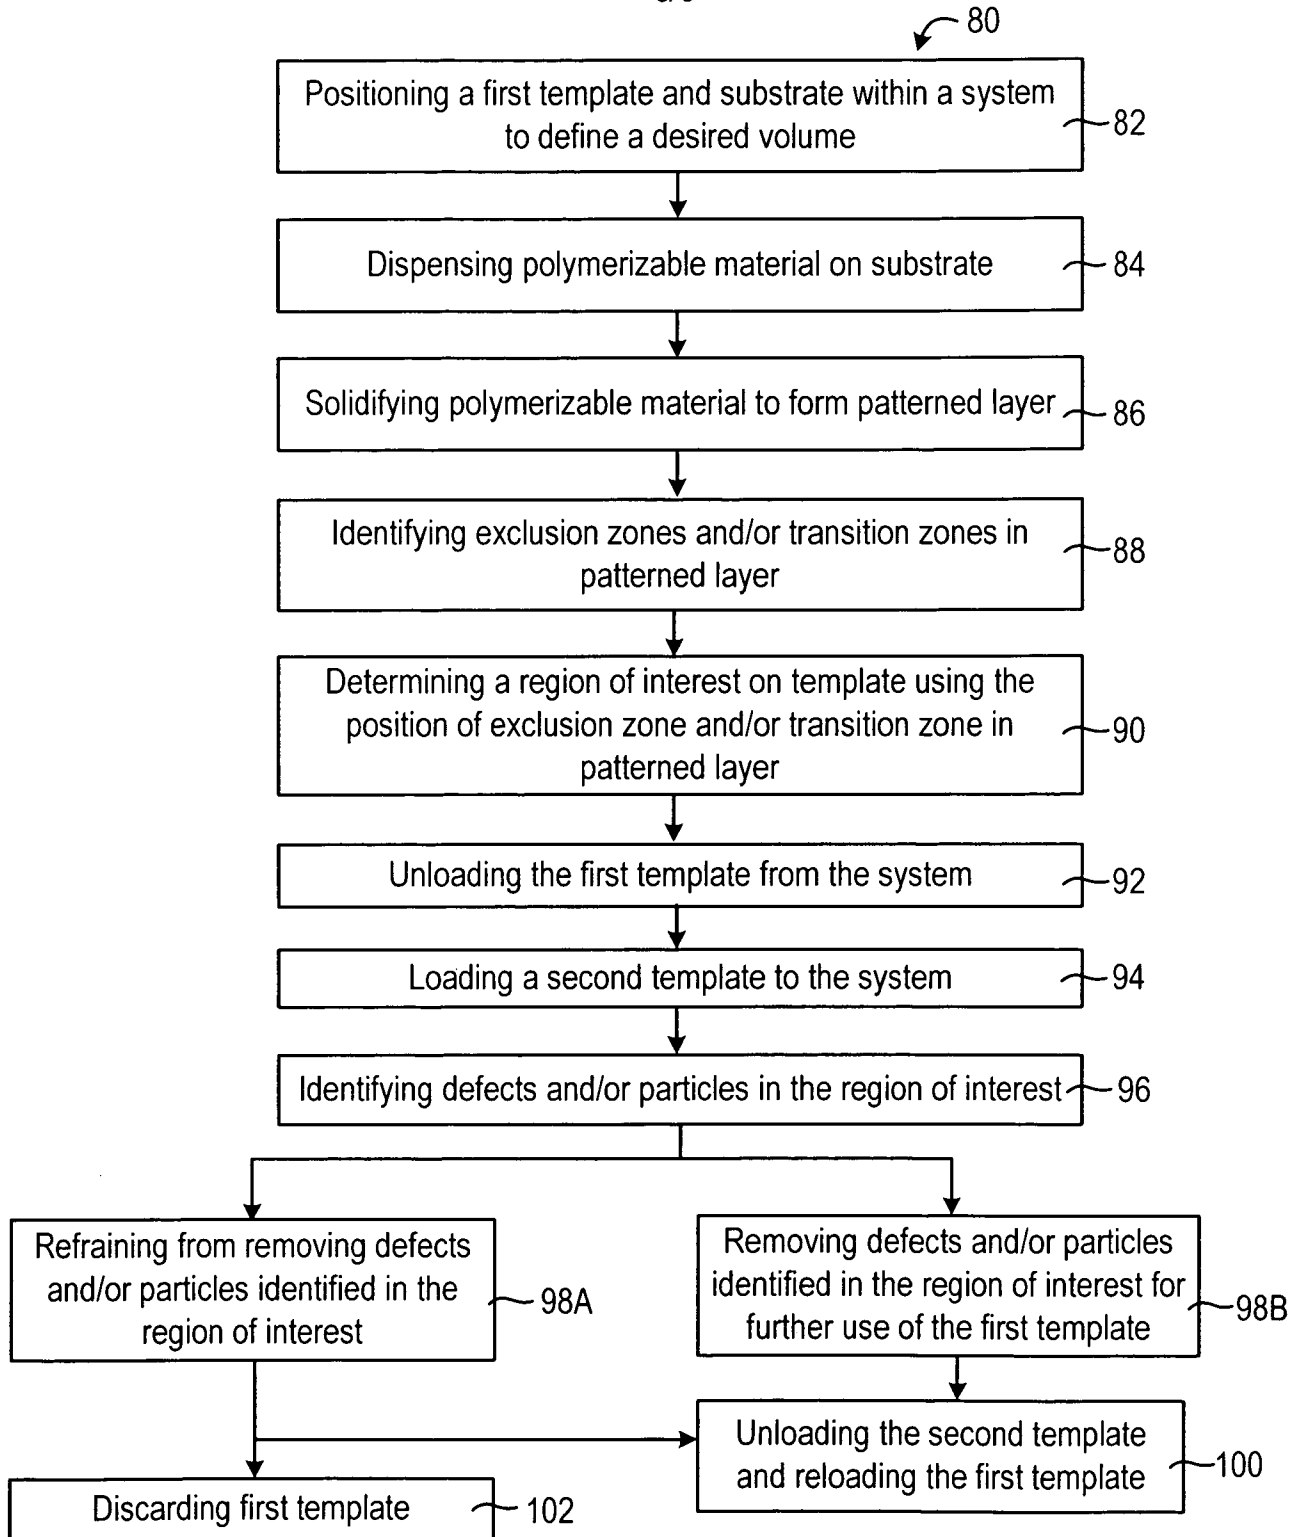 80
Positioning a first template and substrate within a system
to define a desired volume
82
Dispensing polymerizable material on substrate
84
Solidifying polymerizable material to form patterned layer
86
Identifying exclusion zones and/or transition zones in
patterned layer
88
Determining a region of interest on template using the
position of exclusion zone and/or transition zone in
patterned layer
90
Unloading the first template from the system
92
Loading a second template to the system
94
Identifying defects and/or particles in the region of interest
96
Refraining from removing defects
and/or particles identified in the
region of interest
98A
Removing defects and/or particles
identified in the region of interest for
further use of the first template
98B
Unloading the second template
and reloading the first template
100
Discarding first template
102